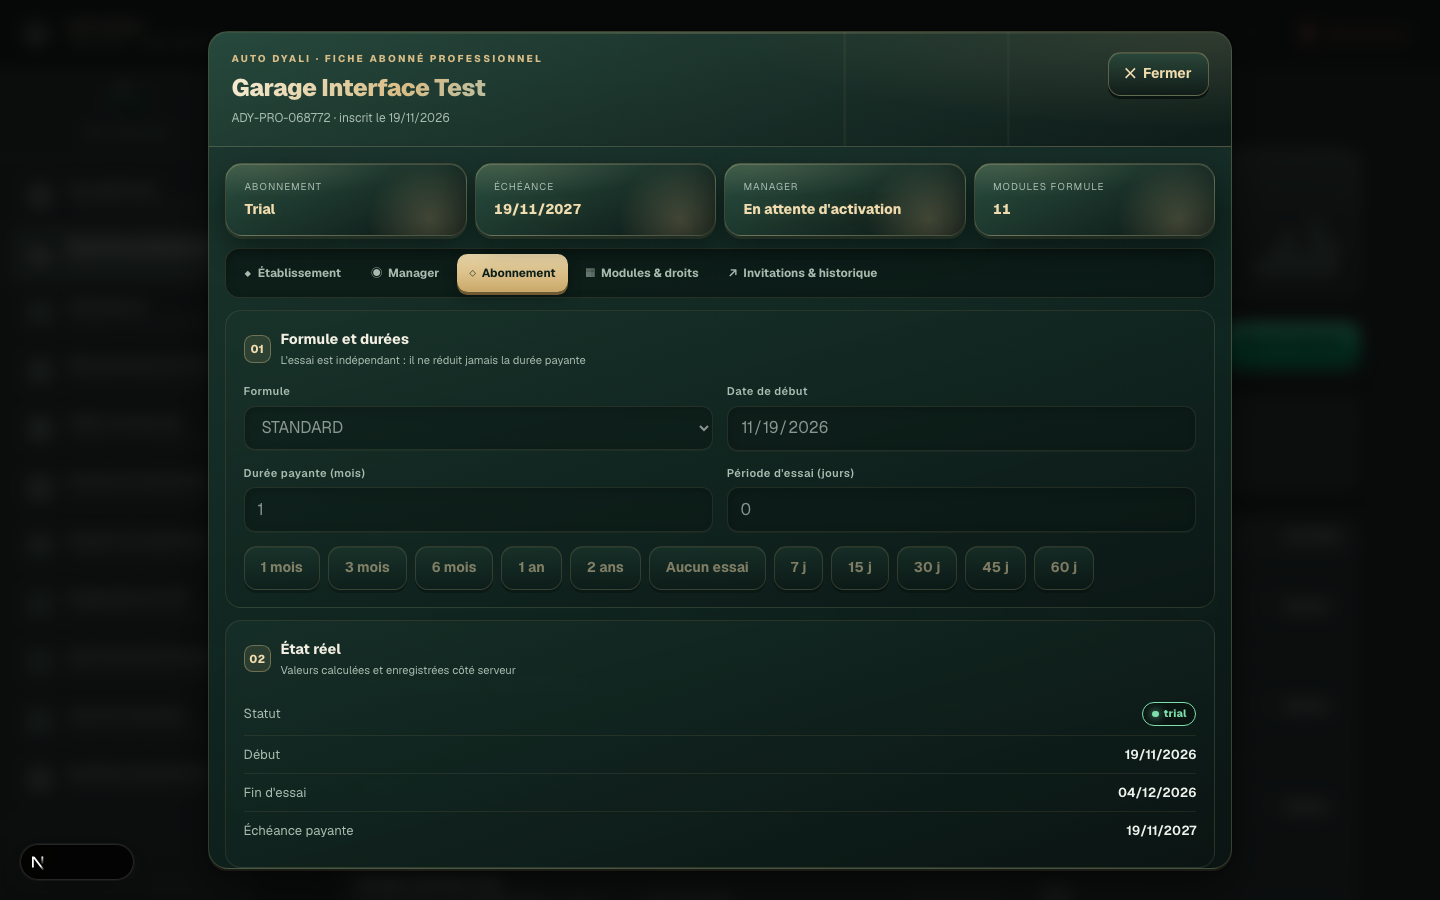 AUTO DYALI · FICHE ABONNÉ PROFESSIONNEL
Garage Interface Test
ADY-PRO-068772 · inscrit le 19/11/2026
✕ Fermer
ABONNEMENT
Trial
ÉCHÉANCE
19/11/2027
MANAGER
En attente d'activation
MODULES FORMULE
11
◆ Établissement
◉ Manager
◇ Abonnement
▦ Modules & droits
↗ Invitations & historique
01
Formule et durées
L'essai est indépendant : il ne réduit jamais la durée payante
Formule
STANDARD
Date de début
11/19/2026
Durée payante (mois)
1
Période d'essai (jours)
0
1 mois
3 mois
6 mois
1 an
2 ans
Aucun essai
7 j
15 j
30 j
45 j
60 j
02
État réel
Valeurs calculées et enregistrées côté serveur
Statut
trial
Début
19/11/2026
Fin d'essai
04/12/2026
Échéance payante
19/11/2027
N